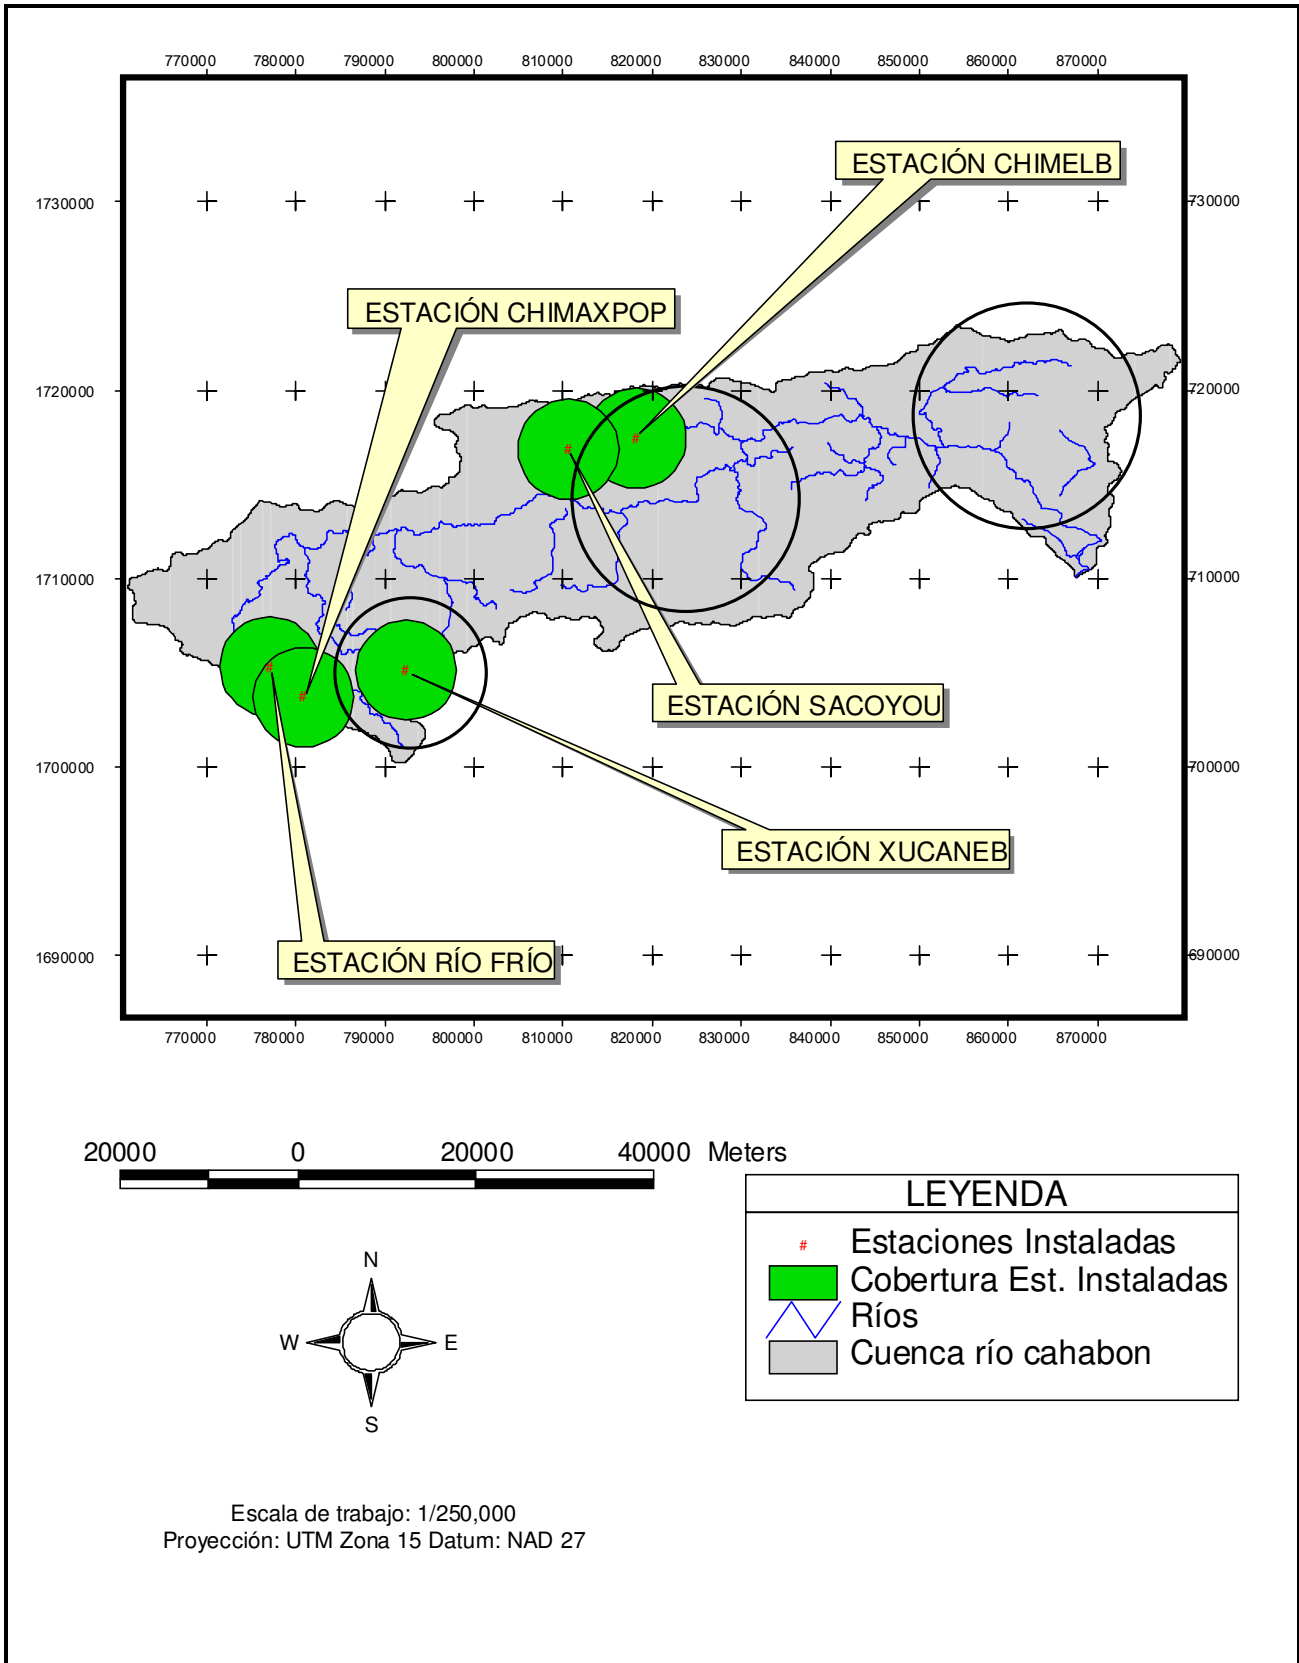 770000 780000 790000 800000 810000 820000 830000 840000 850000 860000 870000
ESTACIÓN CHIMELB
1730000 730000
ESTACIÓN CHIMAXPOP
1720000 720000
1710000 710000
ESTACIÓN SACOYOU
1700000 700000
ESTACIÓN XUCANEB
1690000 690000
ESTACIÓN RÍO FRÍO
770000 780000 790000 800000 810000 820000 830000 840000 850000 860000 870000
20000 0 20000 40000 Meters
LEYENDA
# Estaciones Instaladas
Cobertura Est. Instaladas
Ríos
Cuenca río cahabon
N
W E
S
Escala de trabajo: 1/250,000
Proyección: UTM Zona 15 Datum: NAD 27